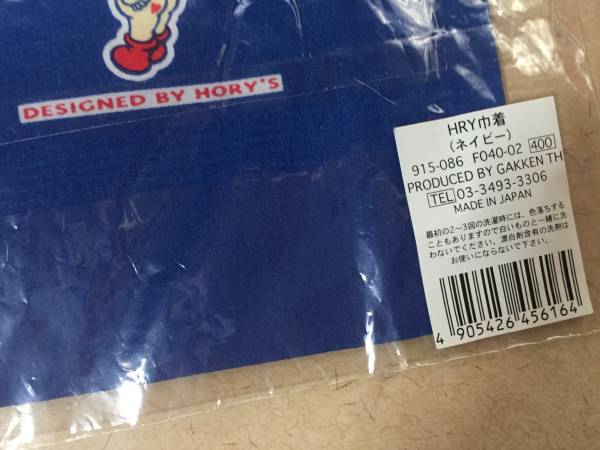 DESIGNED BY HORY'S
HRY巾着
(ネイビー)
915-086 F040-02 400
PRODUCED BY GAKKEN TH
TEL 03-3493-3306
MADE IN JAPAN
最初の2～3回の洗濯時には、色落ちする
こともありますので白いものと一緒に洗
わないでください。漂白剤含有の洗剤は
お使いにならないで下さい。
4 905426 456164